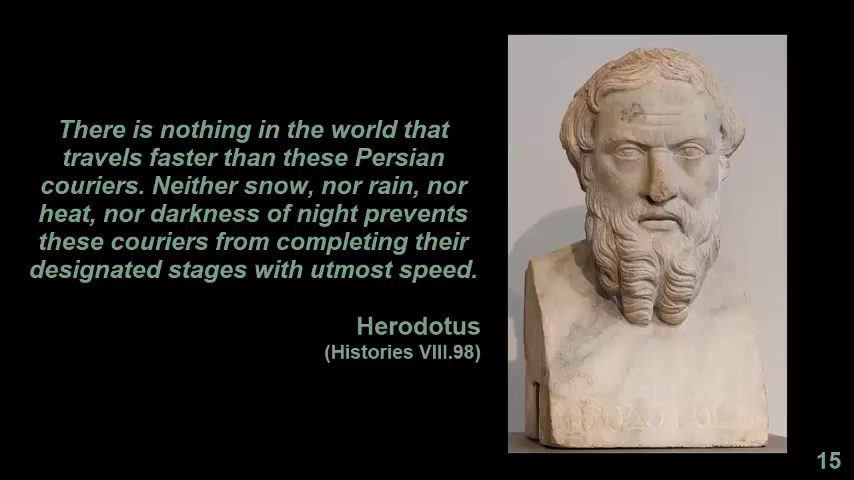 There is nothing in the world that
travels faster than these Persian
couriers. Neither snow, nor rain, nor
heat, nor darkness of night prevents
these couriers from completing their
designated stages with utmost speed.
Herodotus
(Histories VIII.98)
15